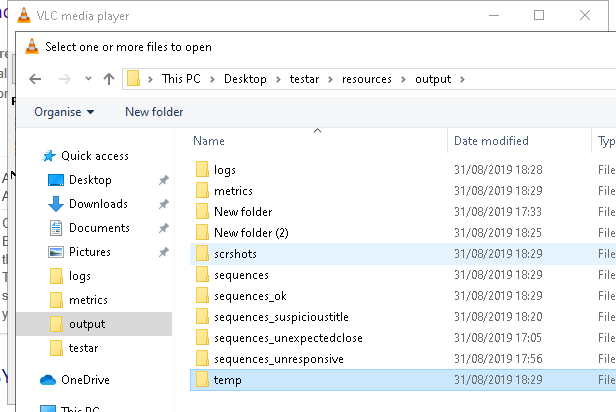 VLC media player
Select one or more files to open
This PC > Desktop > testar > resources > output >
Organise New folder
Name Date modified Typ
Quick access
Desktop
Downloads
Documents
Pictures
logs
metrics
output
testar
OneDrive
This PC
logs 31/08/2019 18:28 File
metrics 31/08/2019 18:29 File
New folder 31/08/2019 17:33 File
New folder (2) 31/08/2019 18:25 File
scrshots 31/08/2019 18:29 File
sequences 31/08/2019 18:29 File
sequences_ok 31/08/2019 18:29 File
sequences_suspicioustitle 31/08/2019 18:20 File
sequences_unexpectedclose 31/08/2019 17:05 File
sequences_unresponsive 31/08/2019 17:56 File
temp 31/08/2019 18:29 File